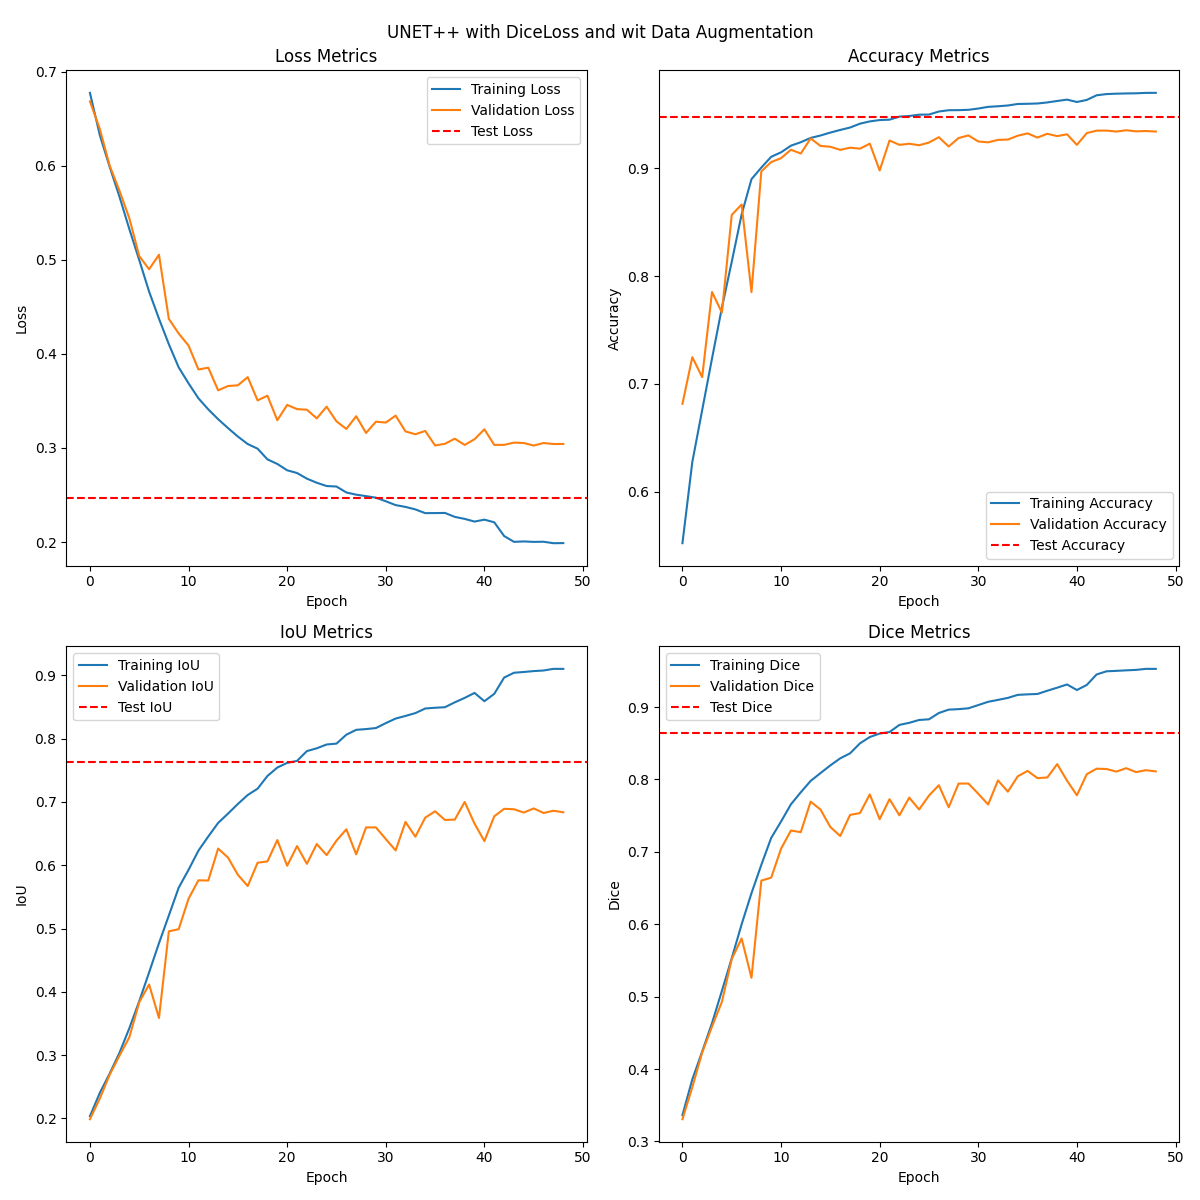 UNET++ with DiceLoss and wit Data Augmentation
Loss Metrics
Training Loss
Validation Loss
Test Loss
0.7
0.6
0.5
0.4
0.3
0.2
Loss
0 10 20 30 40 50
Epoch
Accuracy Metrics
0.9
0.8
0.7
0.6
Accuracy
Training Accuracy
Validation Accuracy
Test Accuracy
0 10 20 30 40 50
Epoch
IoU Metrics
Training IoU
Validation IoU
Test IoU
0.9
0.8
0.7
0.6
0.5
0.4
0.3
0.2
IoU
0 10 20 30 40 50
Epoch
Dice Metrics
Training Dice
Validation Dice
Test Dice
0.9
0.8
0.7
0.6
0.5
0.4
0.3
Dice
0 10 20 30 40 50
Epoch